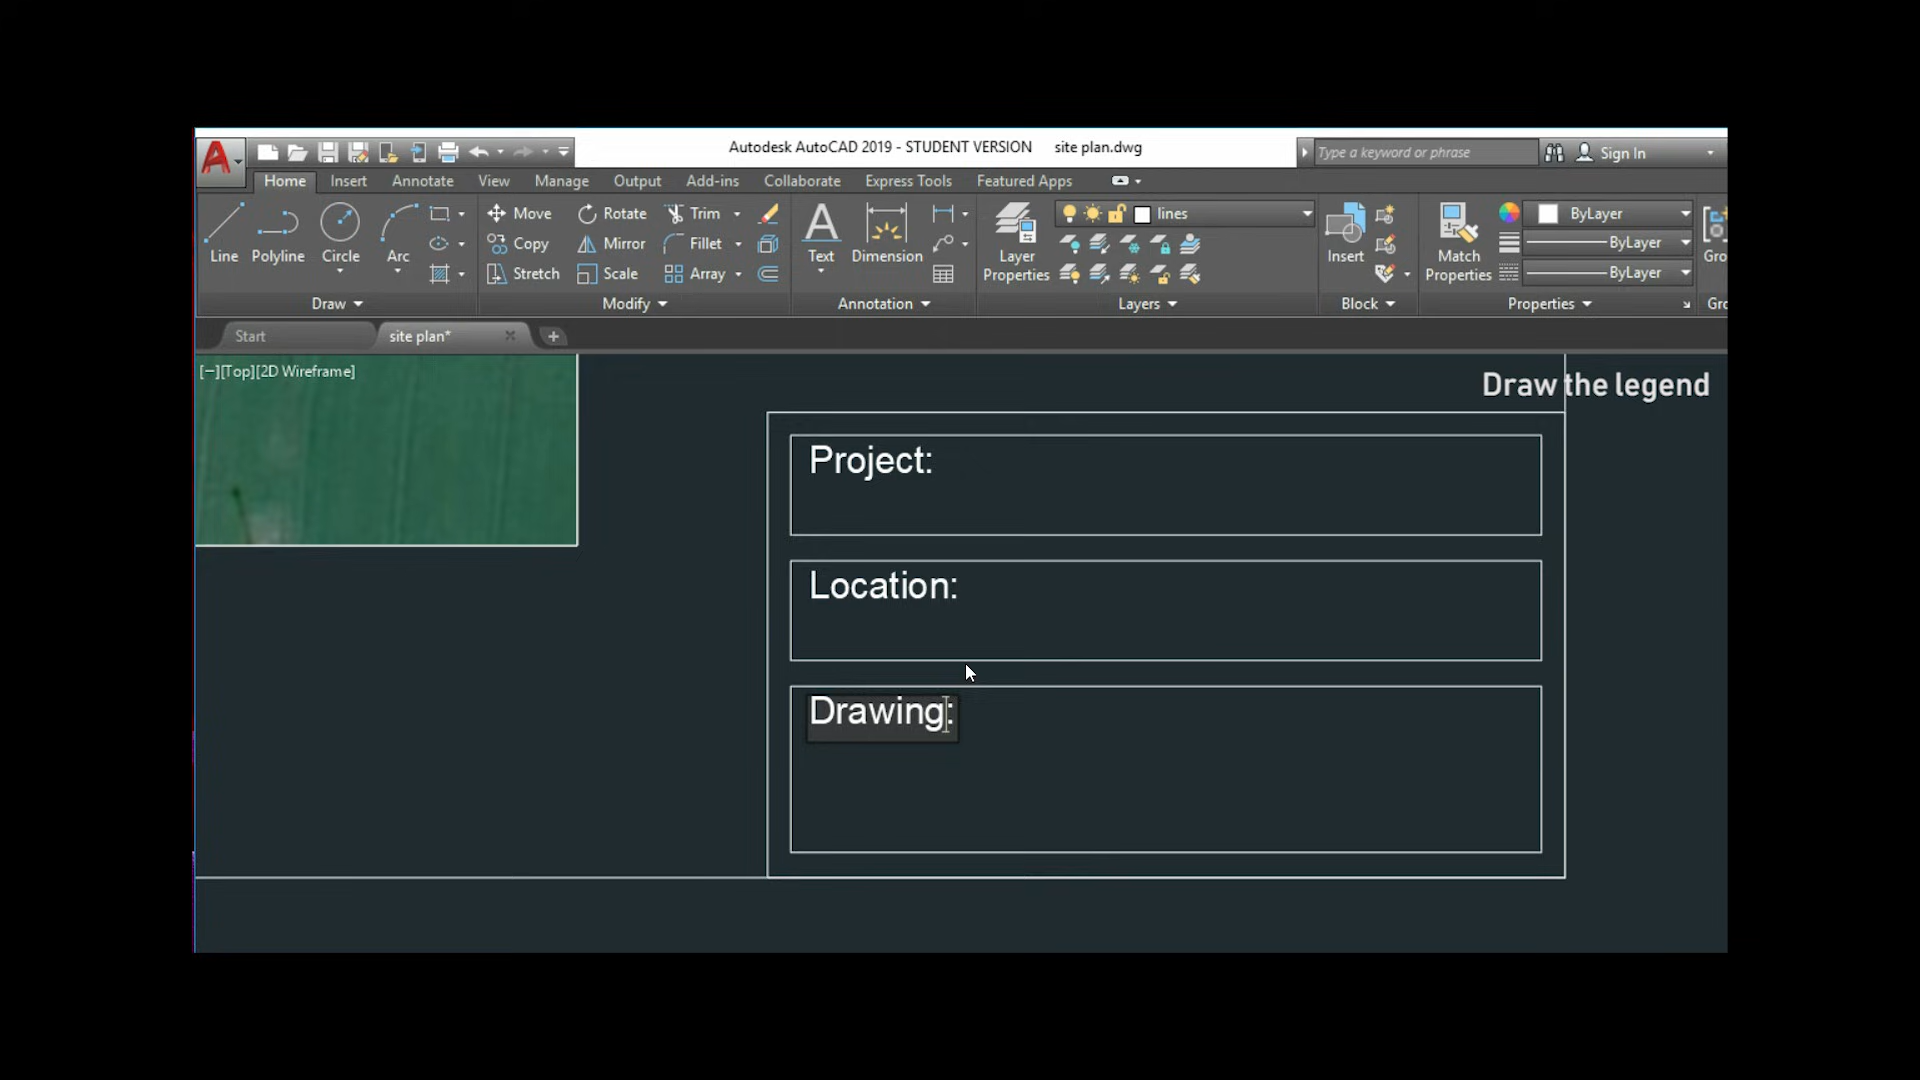 Autodesk AutoCAD 2019 - STUDENT VERSION site plan.dwg
Type a keyword or phrase
Sign In
Home Insert Annotate View Manage Output Add-ins Collaborate Express Tools Featured Apps
Line Polyline Circle Arc
Move Rotate Trim
Copy Mirror Fillet
Stretch Scale Array
Text Dimension
Layer Properties
lines
Insert
Match Properties
ByLayer
ByLayer
ByLayer
Gro
Draw Modify Annotation Layers Block Properties Gro
Start site plan*
[−][Top][2D Wireframe]
Draw the legend
Project:
Location:
Drawing: